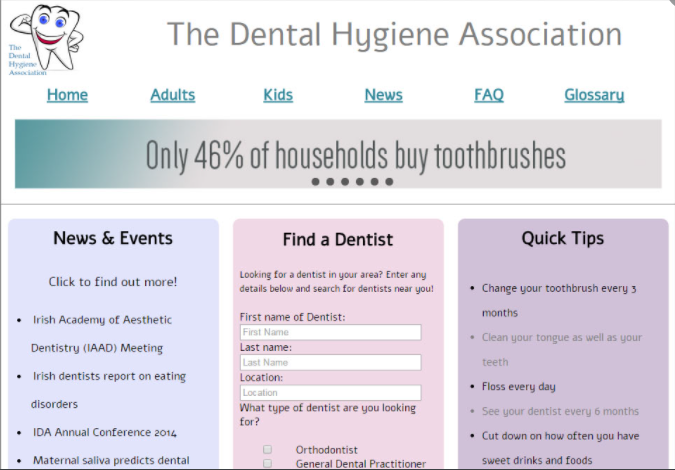 The Dental Hygiene Association
The
Dental
Hygiene
Association
Home Adults Kids News FAQ Glossary
Only 46% of households buy toothbrushes
News & Events
Click to find out more!
Irish Academy of Aesthetic
Dentistry (IAAD) Meeting
Irish dentists report on eating
disorders
IDA Annual Conference 2014
Maternal saliva predicts dental
Find a Dentist
Looking for a dentist in your area? Enter any
details below and search for dentists near you!
First name of Dentist:
First Name
Last name:
Last Name
Location:
Location
What type of dentist are you looking
for?
Orthodontist
General Dental Practitioner
Quick Tips
Change your toothbrush every 3
months
Clean your tongue as well as your
teeth
Floss every day
See your dentist every 6 months
Cut down on how often you have
sweet drinks and foods